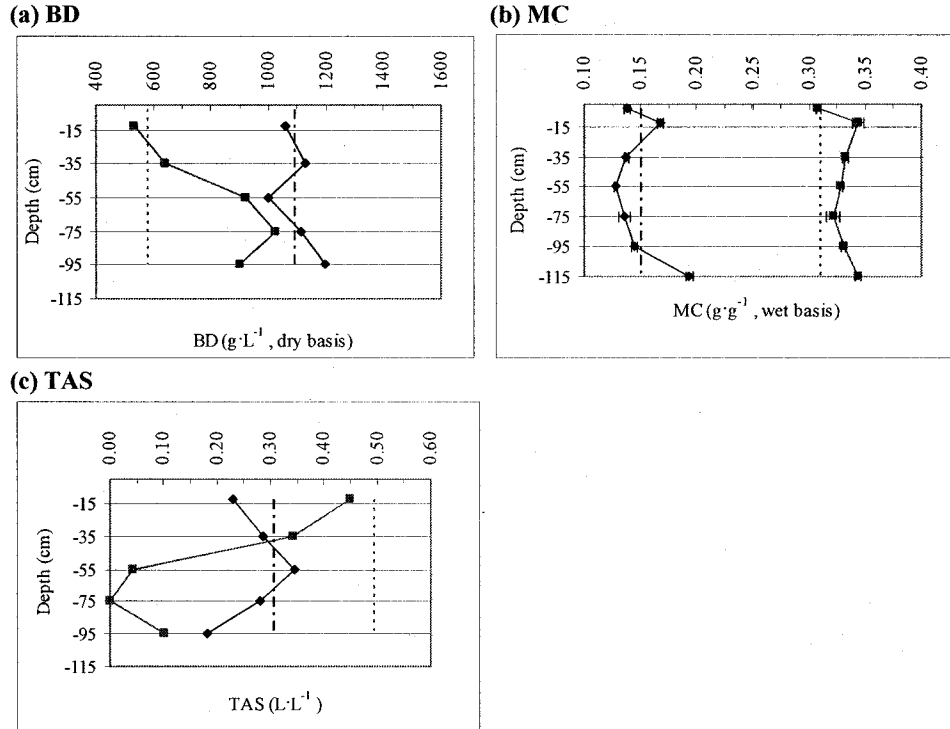 (a) BD
400 600 800 1000 1200 1400 1600
-15
-35
-55
-75
-95
-115
Depth (cm)
BD (g·L⁻¹, dry basis)
(b) MC
0.10 0.15 0.20 0.25 0.30 0.35 0.40
-15
-35
-55
-75
-95
-115
Depth (cm)
MC (g·g⁻¹, wet basis)
(c) TAS
0.00 0.10 0.20 0.30 0.40 0.50 0.60
-15
-35
-55
-75
-95
-115
Depth (cm)
TAS (L·L⁻¹)